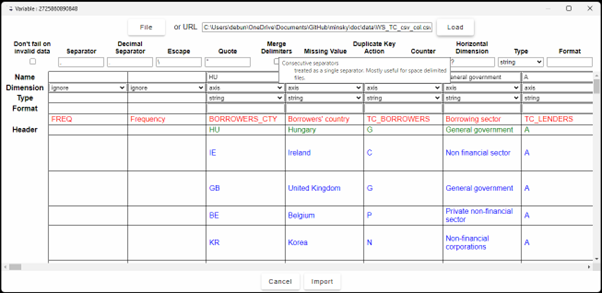 Variable : 2725860890848
File or URL C:\Users\debun\OneDrive\Documents\GitHub\minsky\doc\data\WS_TC_csv_col.csv Load
Don't fail on invalid data Separator Decimal Separator Escape Quote Merge Delimiters Missing Value Duplicate Key Action Counter Horizontal Dimension Type Format
, . \ " ? string
Consecutive separators
treated as a single separator. Mostly useful for space delimited
files.
Name HU eneral government A
Dimension ignore ignore axis axis axis axis axis
Type string string string string string
Format
FREQ Frequency BORROWERS_CTY Borrowers' country TC_BORROWERS Borrowing sector TC_LENDERS
Header HU Hungary G General government A
IE Ireland C Non financial sector A
GB United Kingdom G General government A
BE Belgium P Private non-financial sector A
KR Korea N Non-financial corporations A
Cancel Import